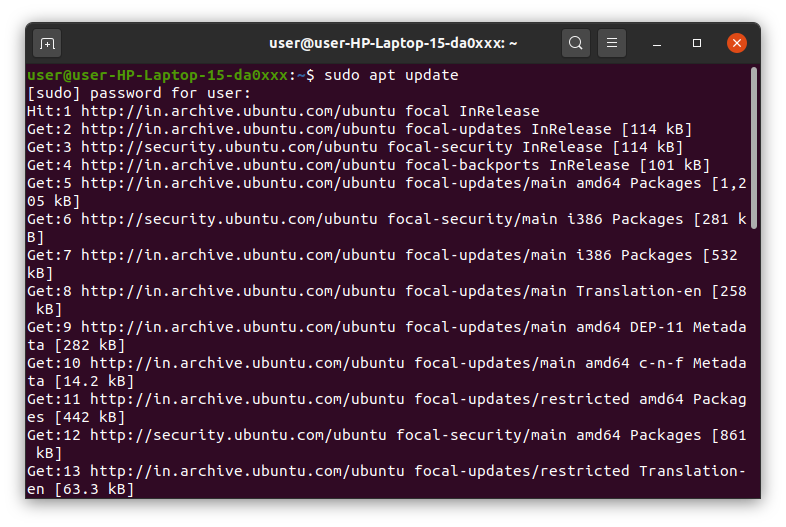 user@user-HP-Laptop-15-da0xxx: ~
user@user-HP-Laptop-15-da0xxx:~$ sudo apt update
[sudo] password for user:
Hit:1 http://in.archive.ubuntu.com/ubuntu focal InRelease
Get:2 http://in.archive.ubuntu.com/ubuntu focal-updates InRelease [114 kB]
Get:3 http://security.ubuntu.com/ubuntu focal-security InRelease [114 kB]
Get:4 http://in.archive.ubuntu.com/ubuntu focal-backports InRelease [101 kB]
Get:5 http://in.archive.ubuntu.com/ubuntu focal-updates/main amd64 Packages [1,2
05 kB]
Get:6 http://security.ubuntu.com/ubuntu focal-security/main i386 Packages [281 k
B]
Get:7 http://in.archive.ubuntu.com/ubuntu focal-updates/main i386 Packages [532
kB]
Get:8 http://in.archive.ubuntu.com/ubuntu focal-updates/main Translation-en [258
 kB]
Get:9 http://in.archive.ubuntu.com/ubuntu focal-updates/main amd64 DEP-11 Metada
ta [282 kB]
Get:10 http://in.archive.ubuntu.com/ubuntu focal-updates/main amd64 c-n-f Metada
ta [14.2 kB]
Get:11 http://in.archive.ubuntu.com/ubuntu focal-updates/restricted amd64 Packag
es [442 kB]
Get:12 http://security.ubuntu.com/ubuntu focal-security/main amd64 Packages [861
 kB]
Get:13 http://in.archive.ubuntu.com/ubuntu focal-updates/restricted Translation-
en [63.3 kB]